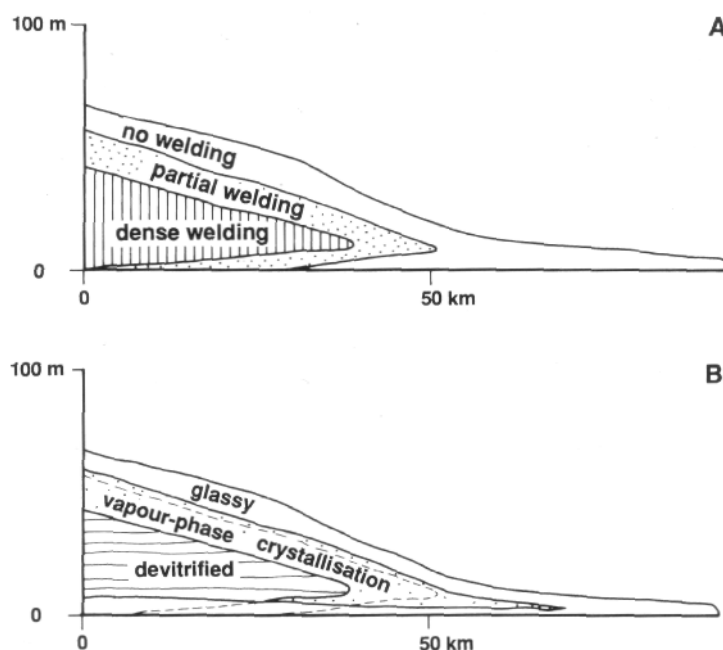 100 m
A
no welding
partial welding
dense welding
0
0
50 km
100 m
B
glassy
vapour-phase crystallisation
devitrified
0
0
50 km